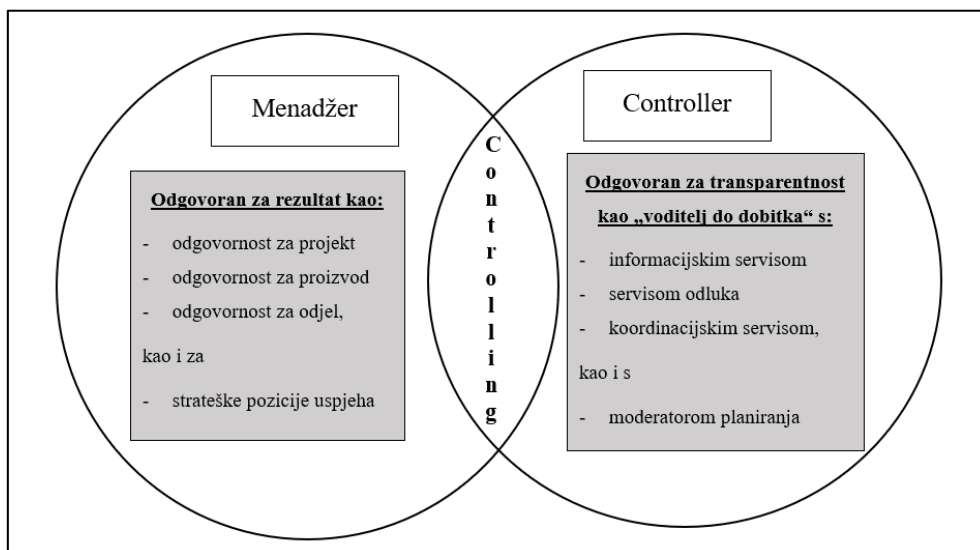 Menadžer
Odgovoran za rezultat kao:
- odgovornost za projekt
- odgovornost za proizvod
- odgovornost za odjel,
kao i za
- strateške pozicije uspjeha
Controlling
Controller
Odgovoran za transparentnost
kao „voditelj do dobitka“ s:
- informacijskim servisom
- servisom odluka
- koordinacijskim servisom,
kao i s
- moderatorom planiranja